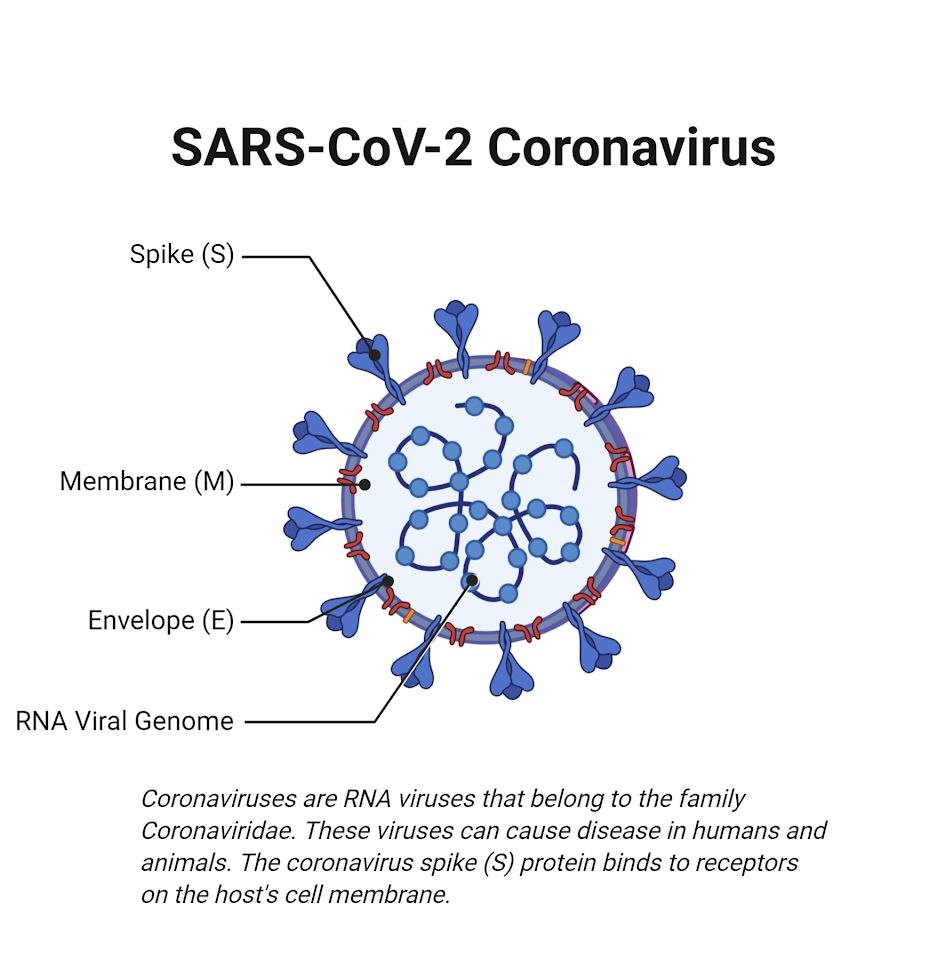 SARS-CoV-2 Coronavirus
Spike (S)
Membrane (M)
Envelope (E)
RNA Viral Genome
Coronaviruses are RNA viruses that belong to the family
Coronaviridae. These viruses can cause disease in humans and
animals. The coronavirus spike (S) protein binds to receptors
on the host's cell membrane.